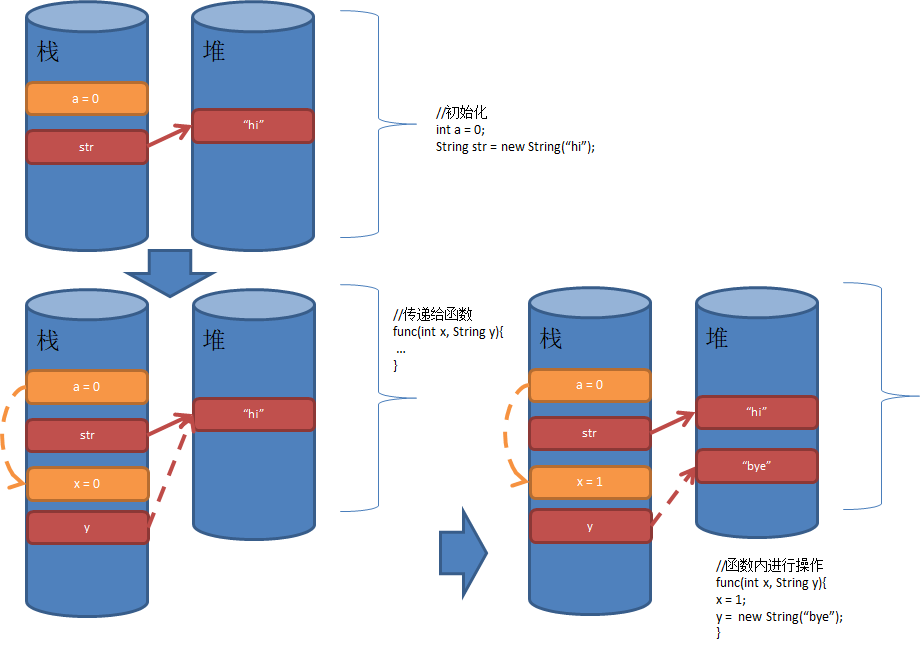 栈
堆
a = 0
str
“hi”
//初始化
int a = 0;
String str = new String(“hi”);
栈
堆
a = 0
str
x = 0
y
“hi”
//传递给函数
func(int x, String y){
...
}
栈
堆
a = 0
str
x = 1
y
“hi”
“bye”
//函数内进行操作
func(int x, String y){
x = 1;
y = new String(“bye”);
}